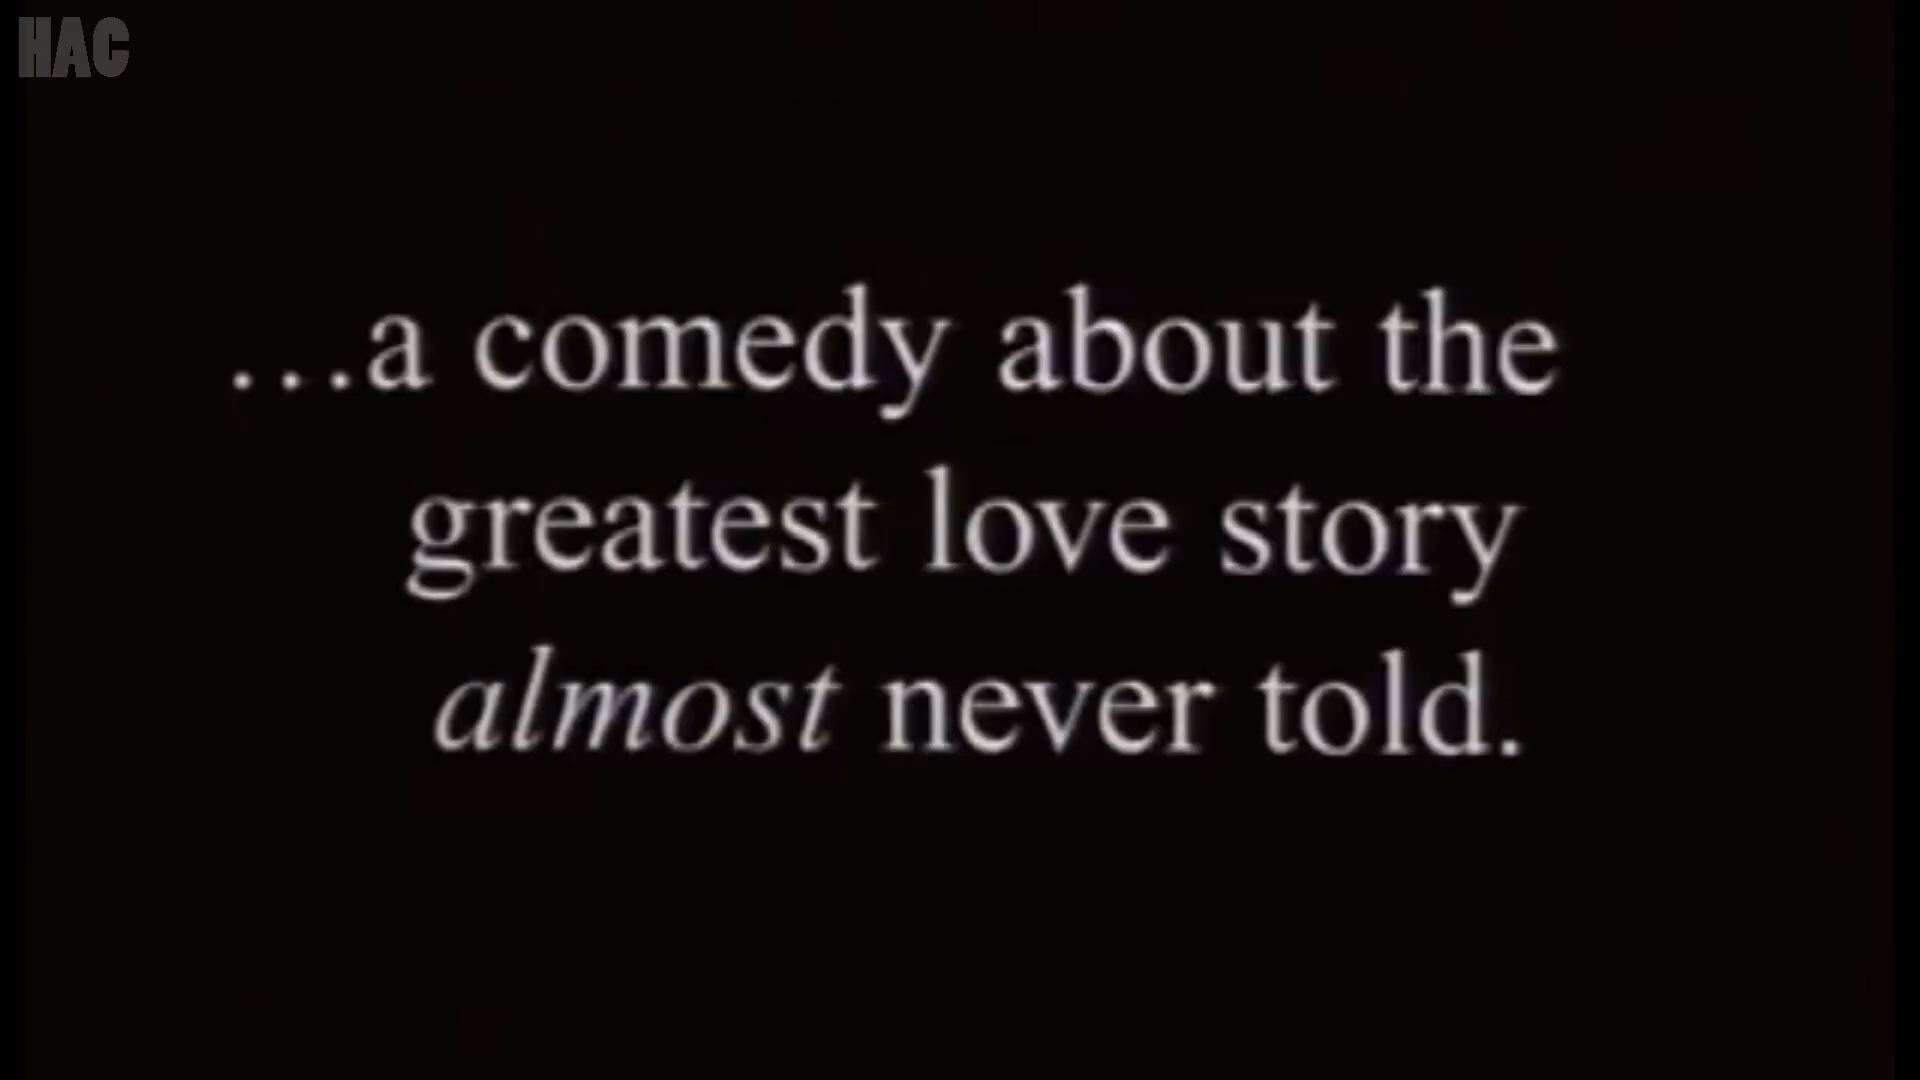 HAC
...a comedy about the
greatest love story
almost never told.